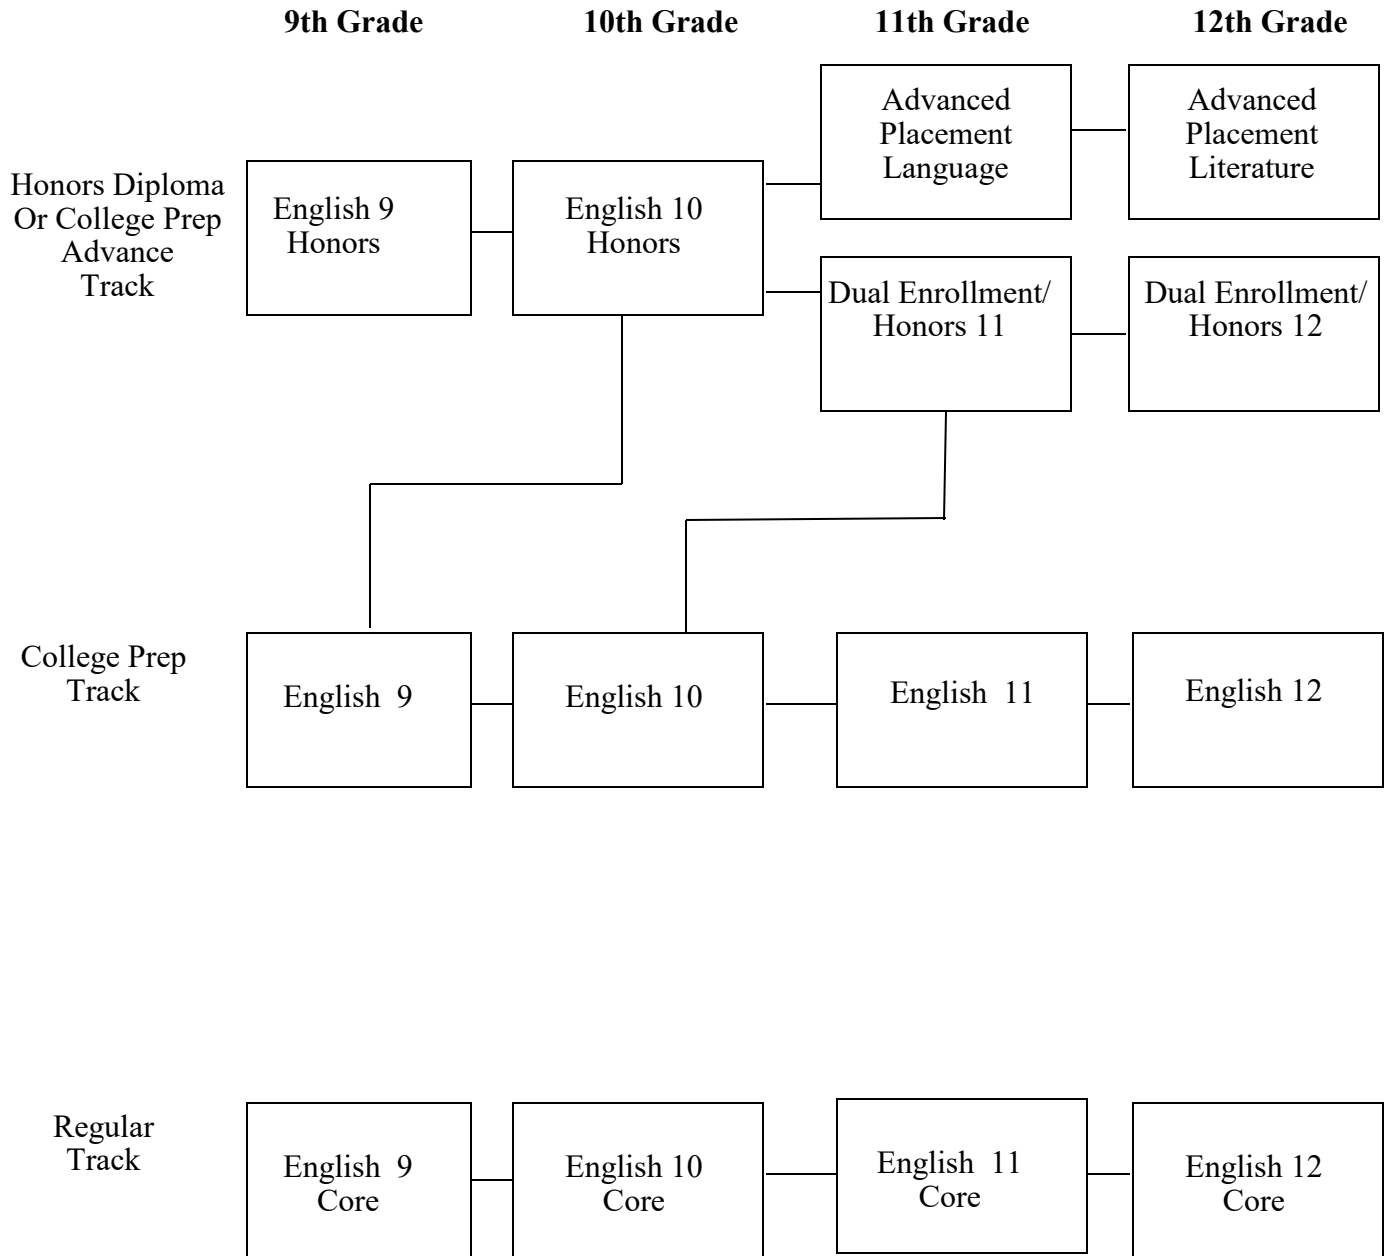 9th Grade 10th Grade 11th Grade 12th Grade
Honors Diploma
Or College Prep
Advance
Track
English 9
Honors
English 10
Honors
Advanced
Placement
Language
Advanced
Placement
Literature
Dual Enrollment/
Honors 11
Dual Enrollment/
Honors 12
College Prep
Track
English  9
English 10
English  11
English 12
Regular
Track
English  9
Core
English 10
Core
English  11
Core
English 12
Core